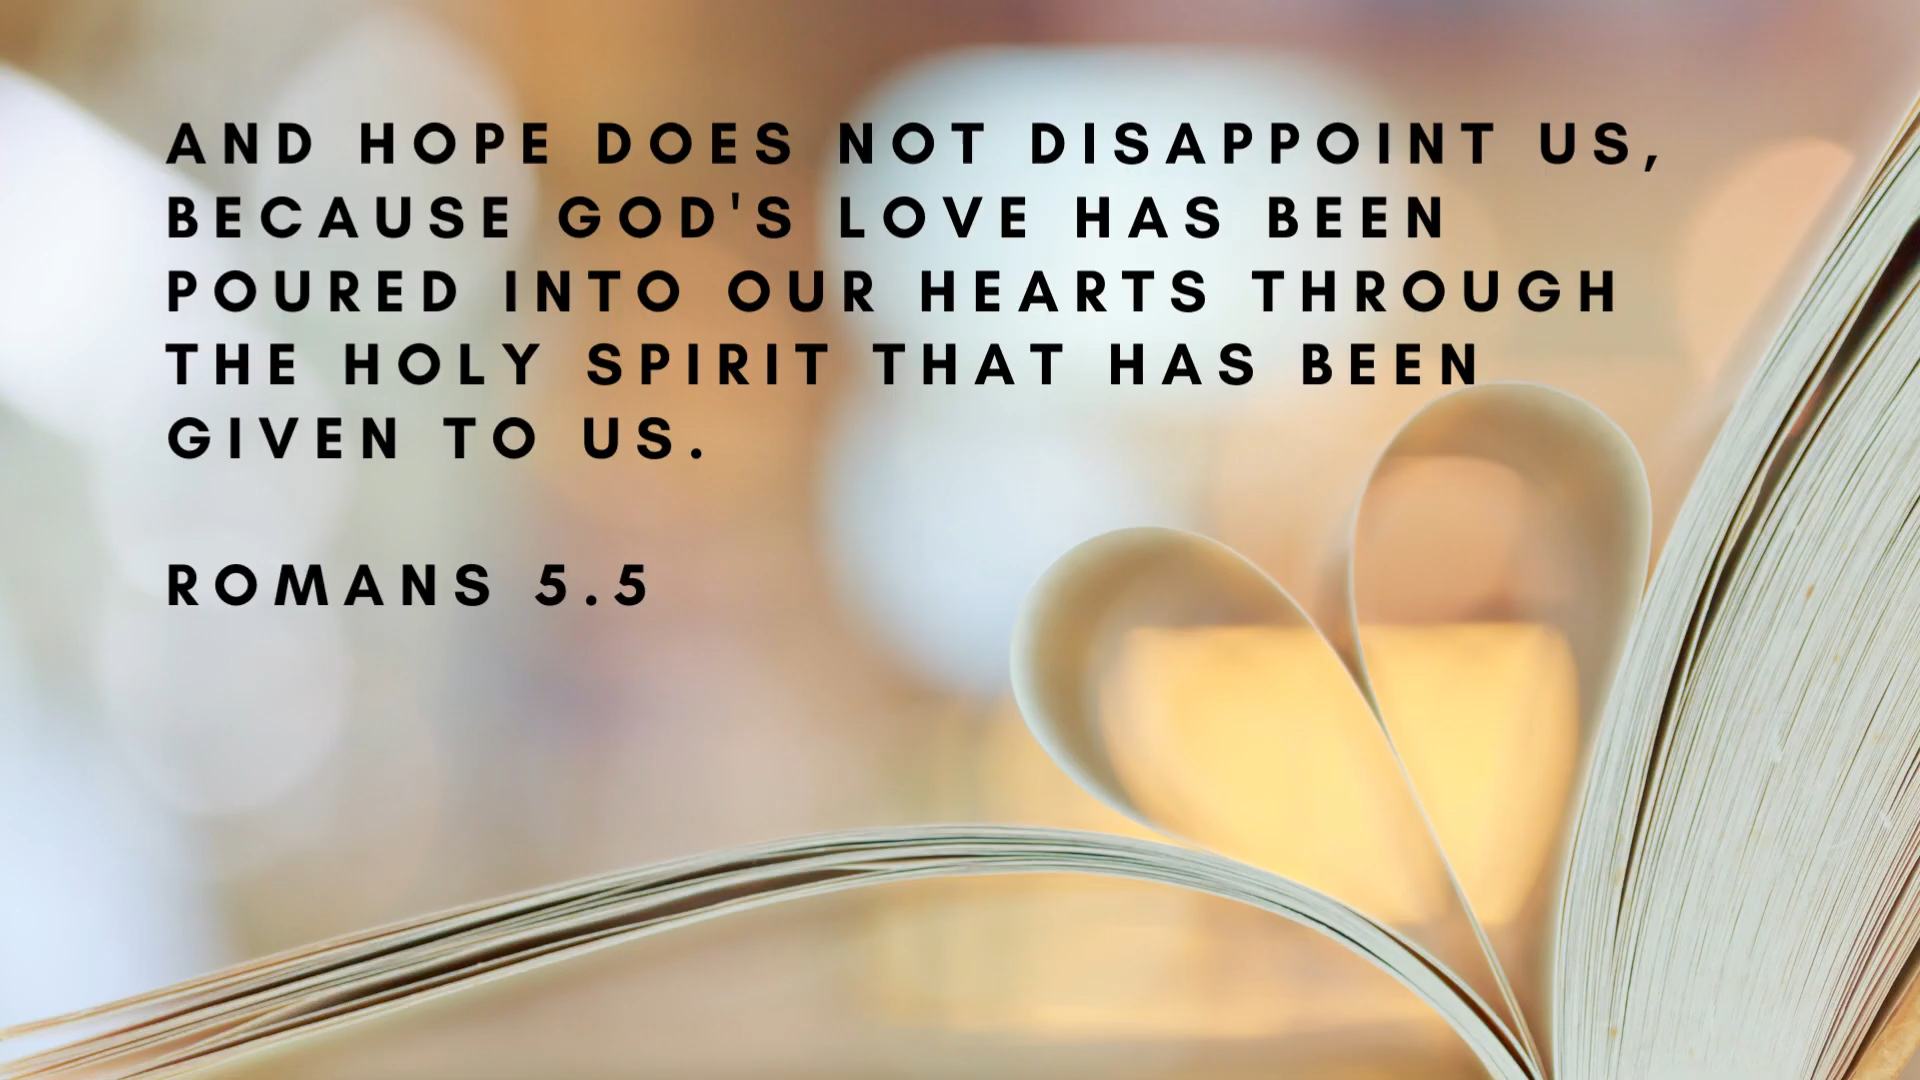 AND HOPE DOES NOT DISAPPOINT US,
BECAUSE GOD'S LOVE HAS BEEN
POURED INTO OUR HEARTS THROUGH
THE HOLY SPIRIT THAT HAS BEEN
GIVEN TO US.
ROMANS 5.5